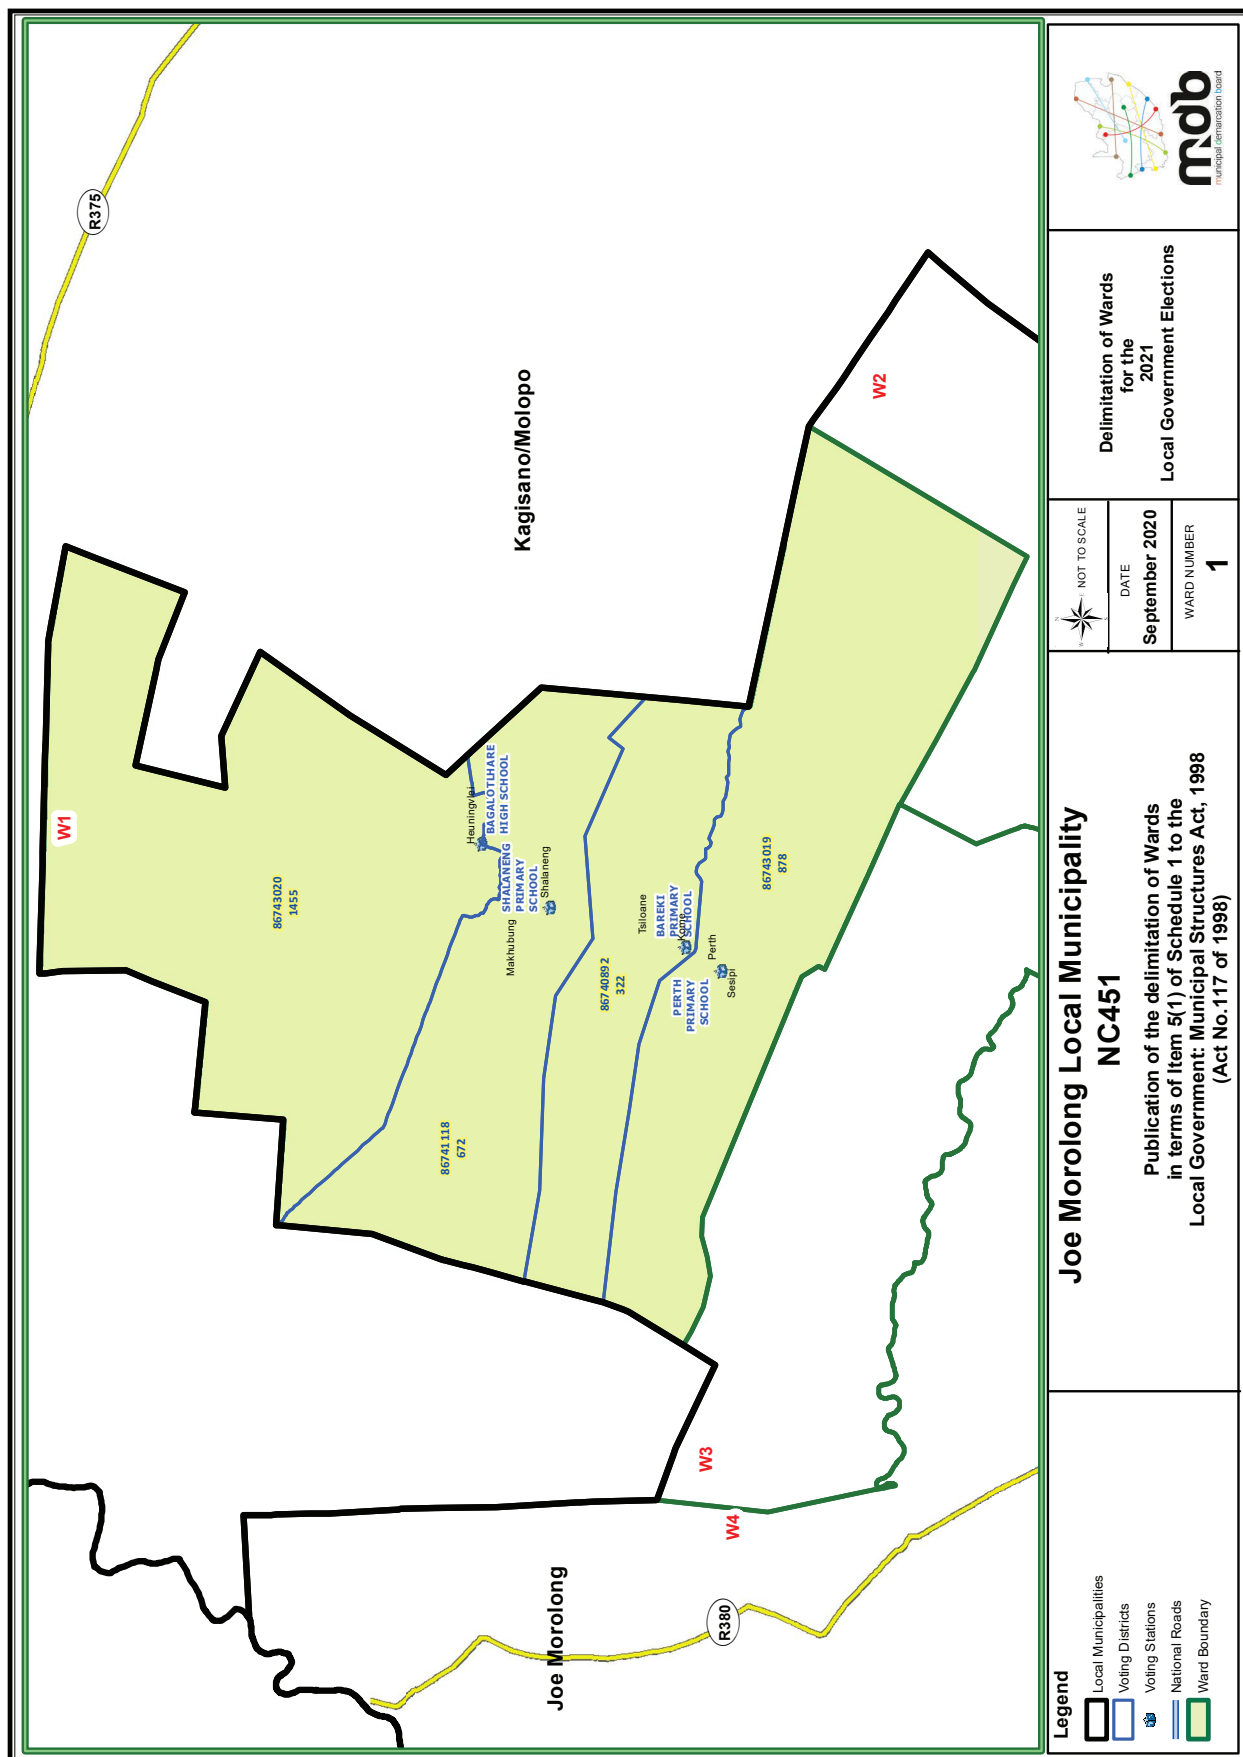 R375
W1
86743020
1455
Kagisano/Molopo
W2
Heuningvlei
BAGALOTLHARE
HIGH SCHOOL
SHALANENG
PRIMARY
SCHOOL
Shalaneng
Makhubung
86741118
672
Tsiloane
BAREKI
PRIMARY
SCHOOL
Kome
86740892
322
Perth
Sesipi
PERTH
PRIMARY
SCHOOL
86743019
878
W3
W4
Joe Morolong
R380
Legend
Local Municipalities
Voting Districts
Voting Stations
National Roads
Ward Boundary
Joe Morolong Local Municipality
NC451
Publication of the delimitation of Wards
in terms of Item 5(1) of Schedule 1 to the
Local Government: Municipal Structures Act, 1998
(Act No.117 of 1998)
N
W
E
S
NOT TO SCALE
DATE
September 2020
WARD NUMBER
1
Delimitation of Wards
for the
2021
Local Government Elections
mdb
municipal demarcation board